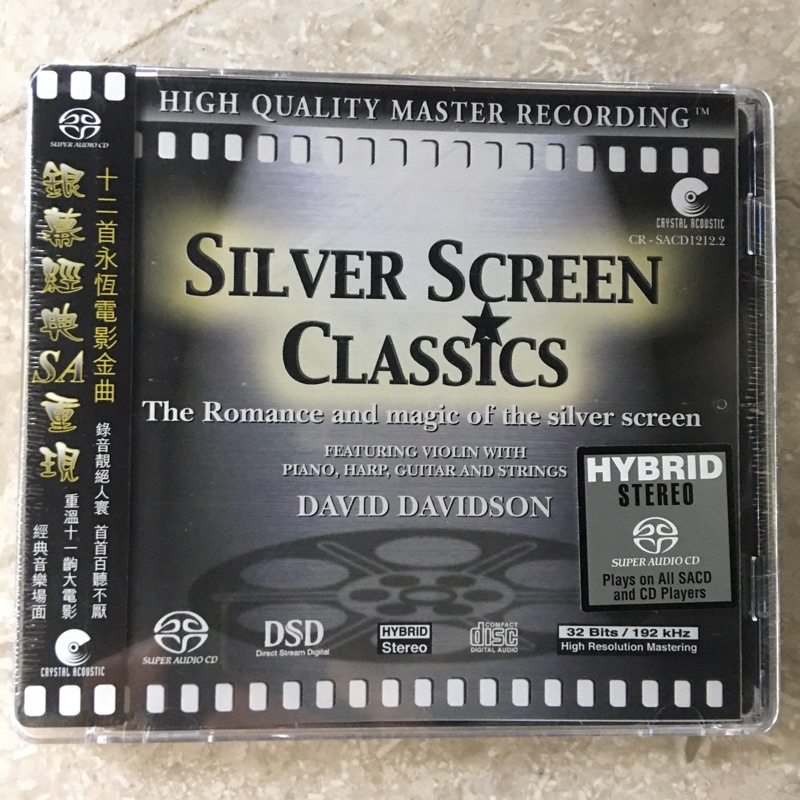 HIGH QUALITY MASTER RECORDING™
CRYSTAL ACOUSTIC
CR - SACD1212.2
SILVER SCREEN
CLASSICS
The Romance and magic of the silver screen
FEATURING VIOLIN WITH
PIANO, HARP, GUITAR AND STRINGS
DAVID DAVIDSON
HYBRID
STEREO
SUPER AUDIO CD
Plays on All SACD
and CD Players
SUPER AUDIO CD
DSD
Direct Stream Digital
HYBRID
Stereo
COMPACT
disc
DIGITAL AUDIO
32 Bits / 192 kHz
High Resolution Mastering
SUPER AUDIO CD
十二首永恆電影金曲
銀幕經典SA重現
錄音靚絕人寰 首首百聽不厭
重溫十一齣大電影
經典音樂場面
CRYSTAL ACOUSTIC